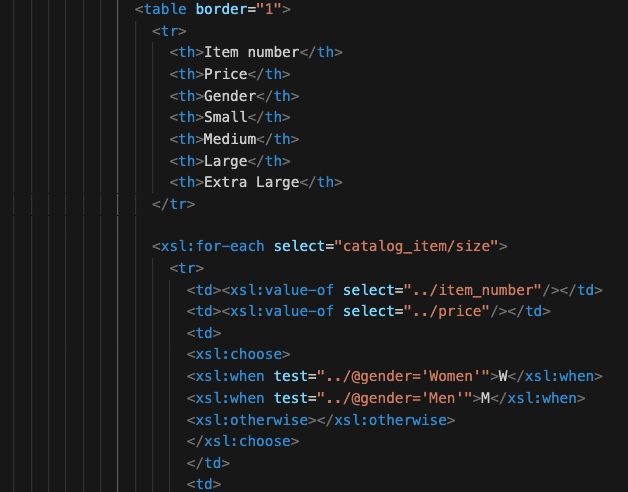 <table border="1">
<tr>
<th>Item number</th>
<th>Price</th>
<th>Gender</th>
<th>Small</th>
<th>Medium</th>
<th>Large</th>
<th>Extra Large</th>
</tr>
<xsl:for-each select="catalog_item/size">
<tr>
<td><xsl:value-of select="../item_number"/></td>
<td><xsl:value-of select="../price"/></td>
<td>
<xsl:choose>
<xsl:when test="../@gender='Women'">W</xsl:when>
<xsl:when test="../@gender='Men'">M</xsl:when>
<xsl:otherwise></xsl:otherwise>
</xsl:choose>
</td>
<td>